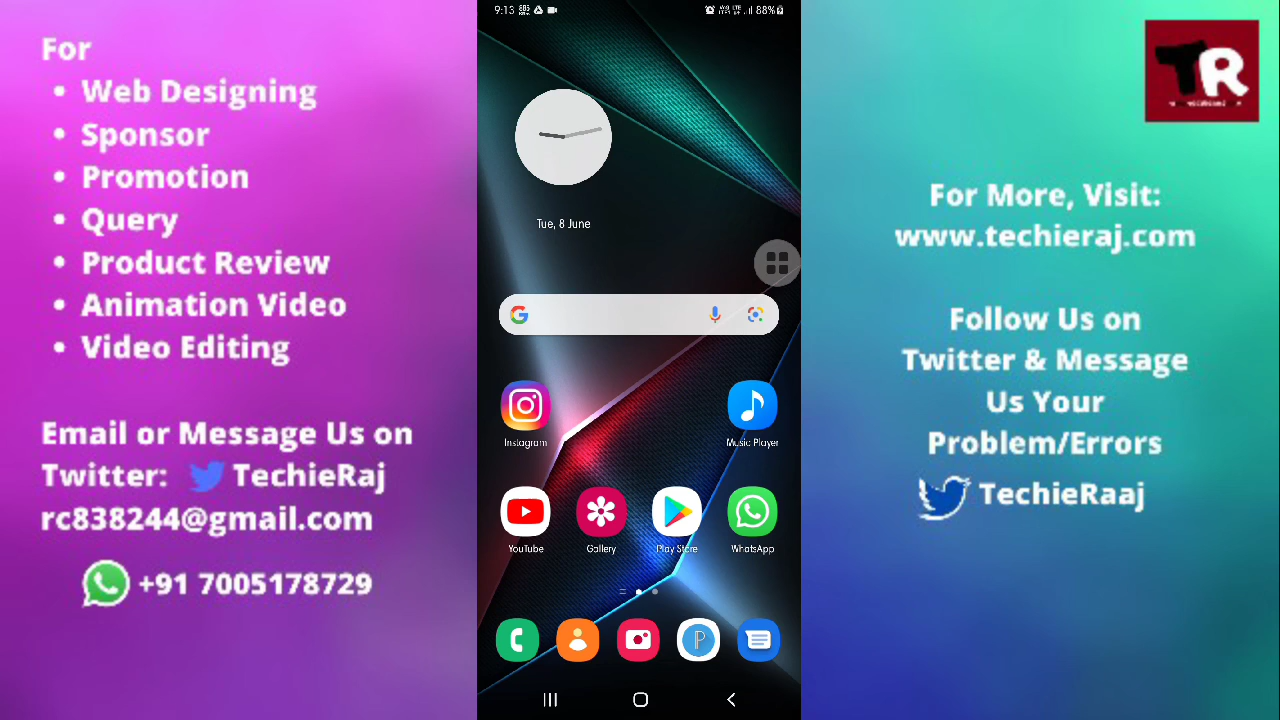 For
• Web Designing
• Sponsor
• Promotion
• Query
• Product Review
• Animation Video
• Video Editing
Email or Message Us on
Twitter: TechieRaj
rc838244@gmail.com
+91 7005178729
9:13
88%
Tue, 8 June
Instagram
Music Player
YouTube
Gallery
Play Store
WhatsApp
TR
For More, Visit:
www.techieraj.com
Follow Us on
Twitter & Message
Us Your
Problem/Errors
TechieRaaj